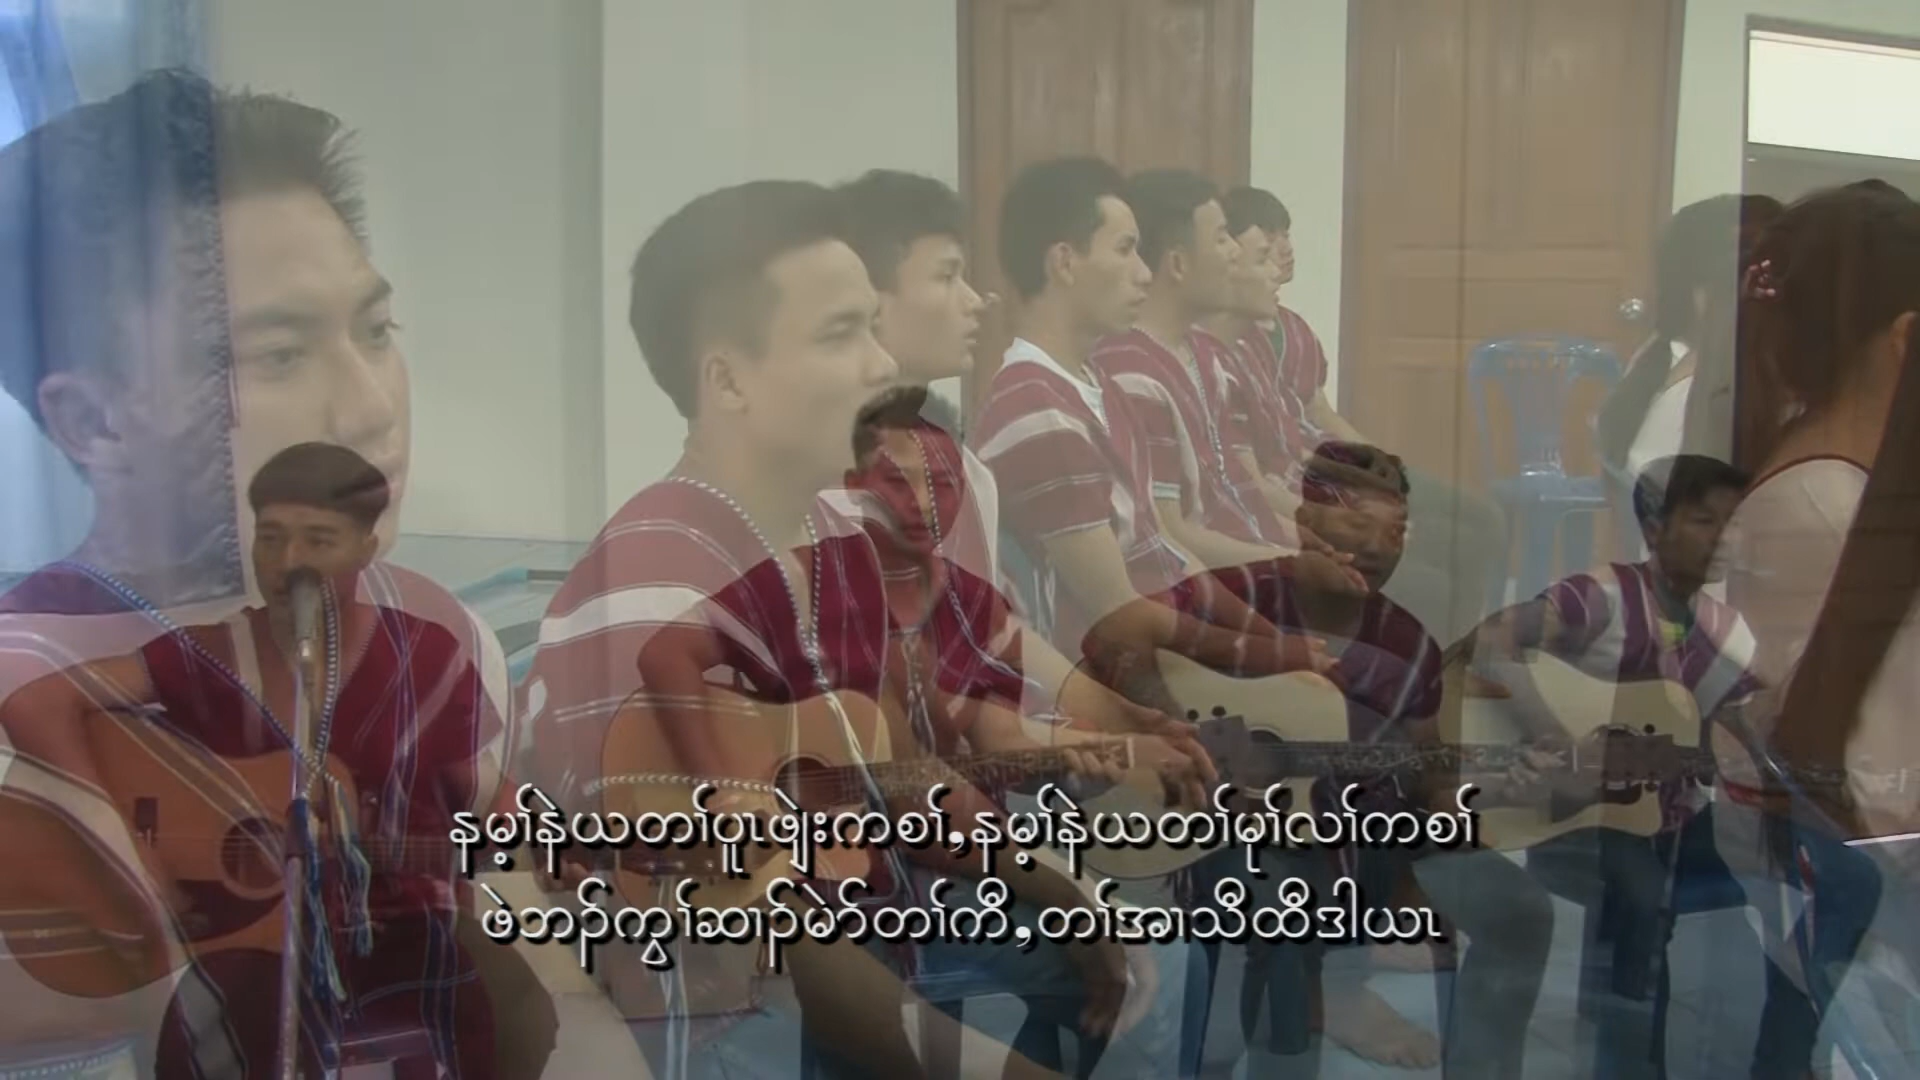 နမ့ၢ်နဲယတၢ်ပူၤဖျဲးကစၢ်,နမ့ၢ်နဲယတၢ်မုၢ်လၢ်ကစၢ်
ဖဲဘၣ်ကွၢ်ဆၢၣ်မဲာ်တၢ်ကီ,တၢ်အၢသီထီဒါယၤ